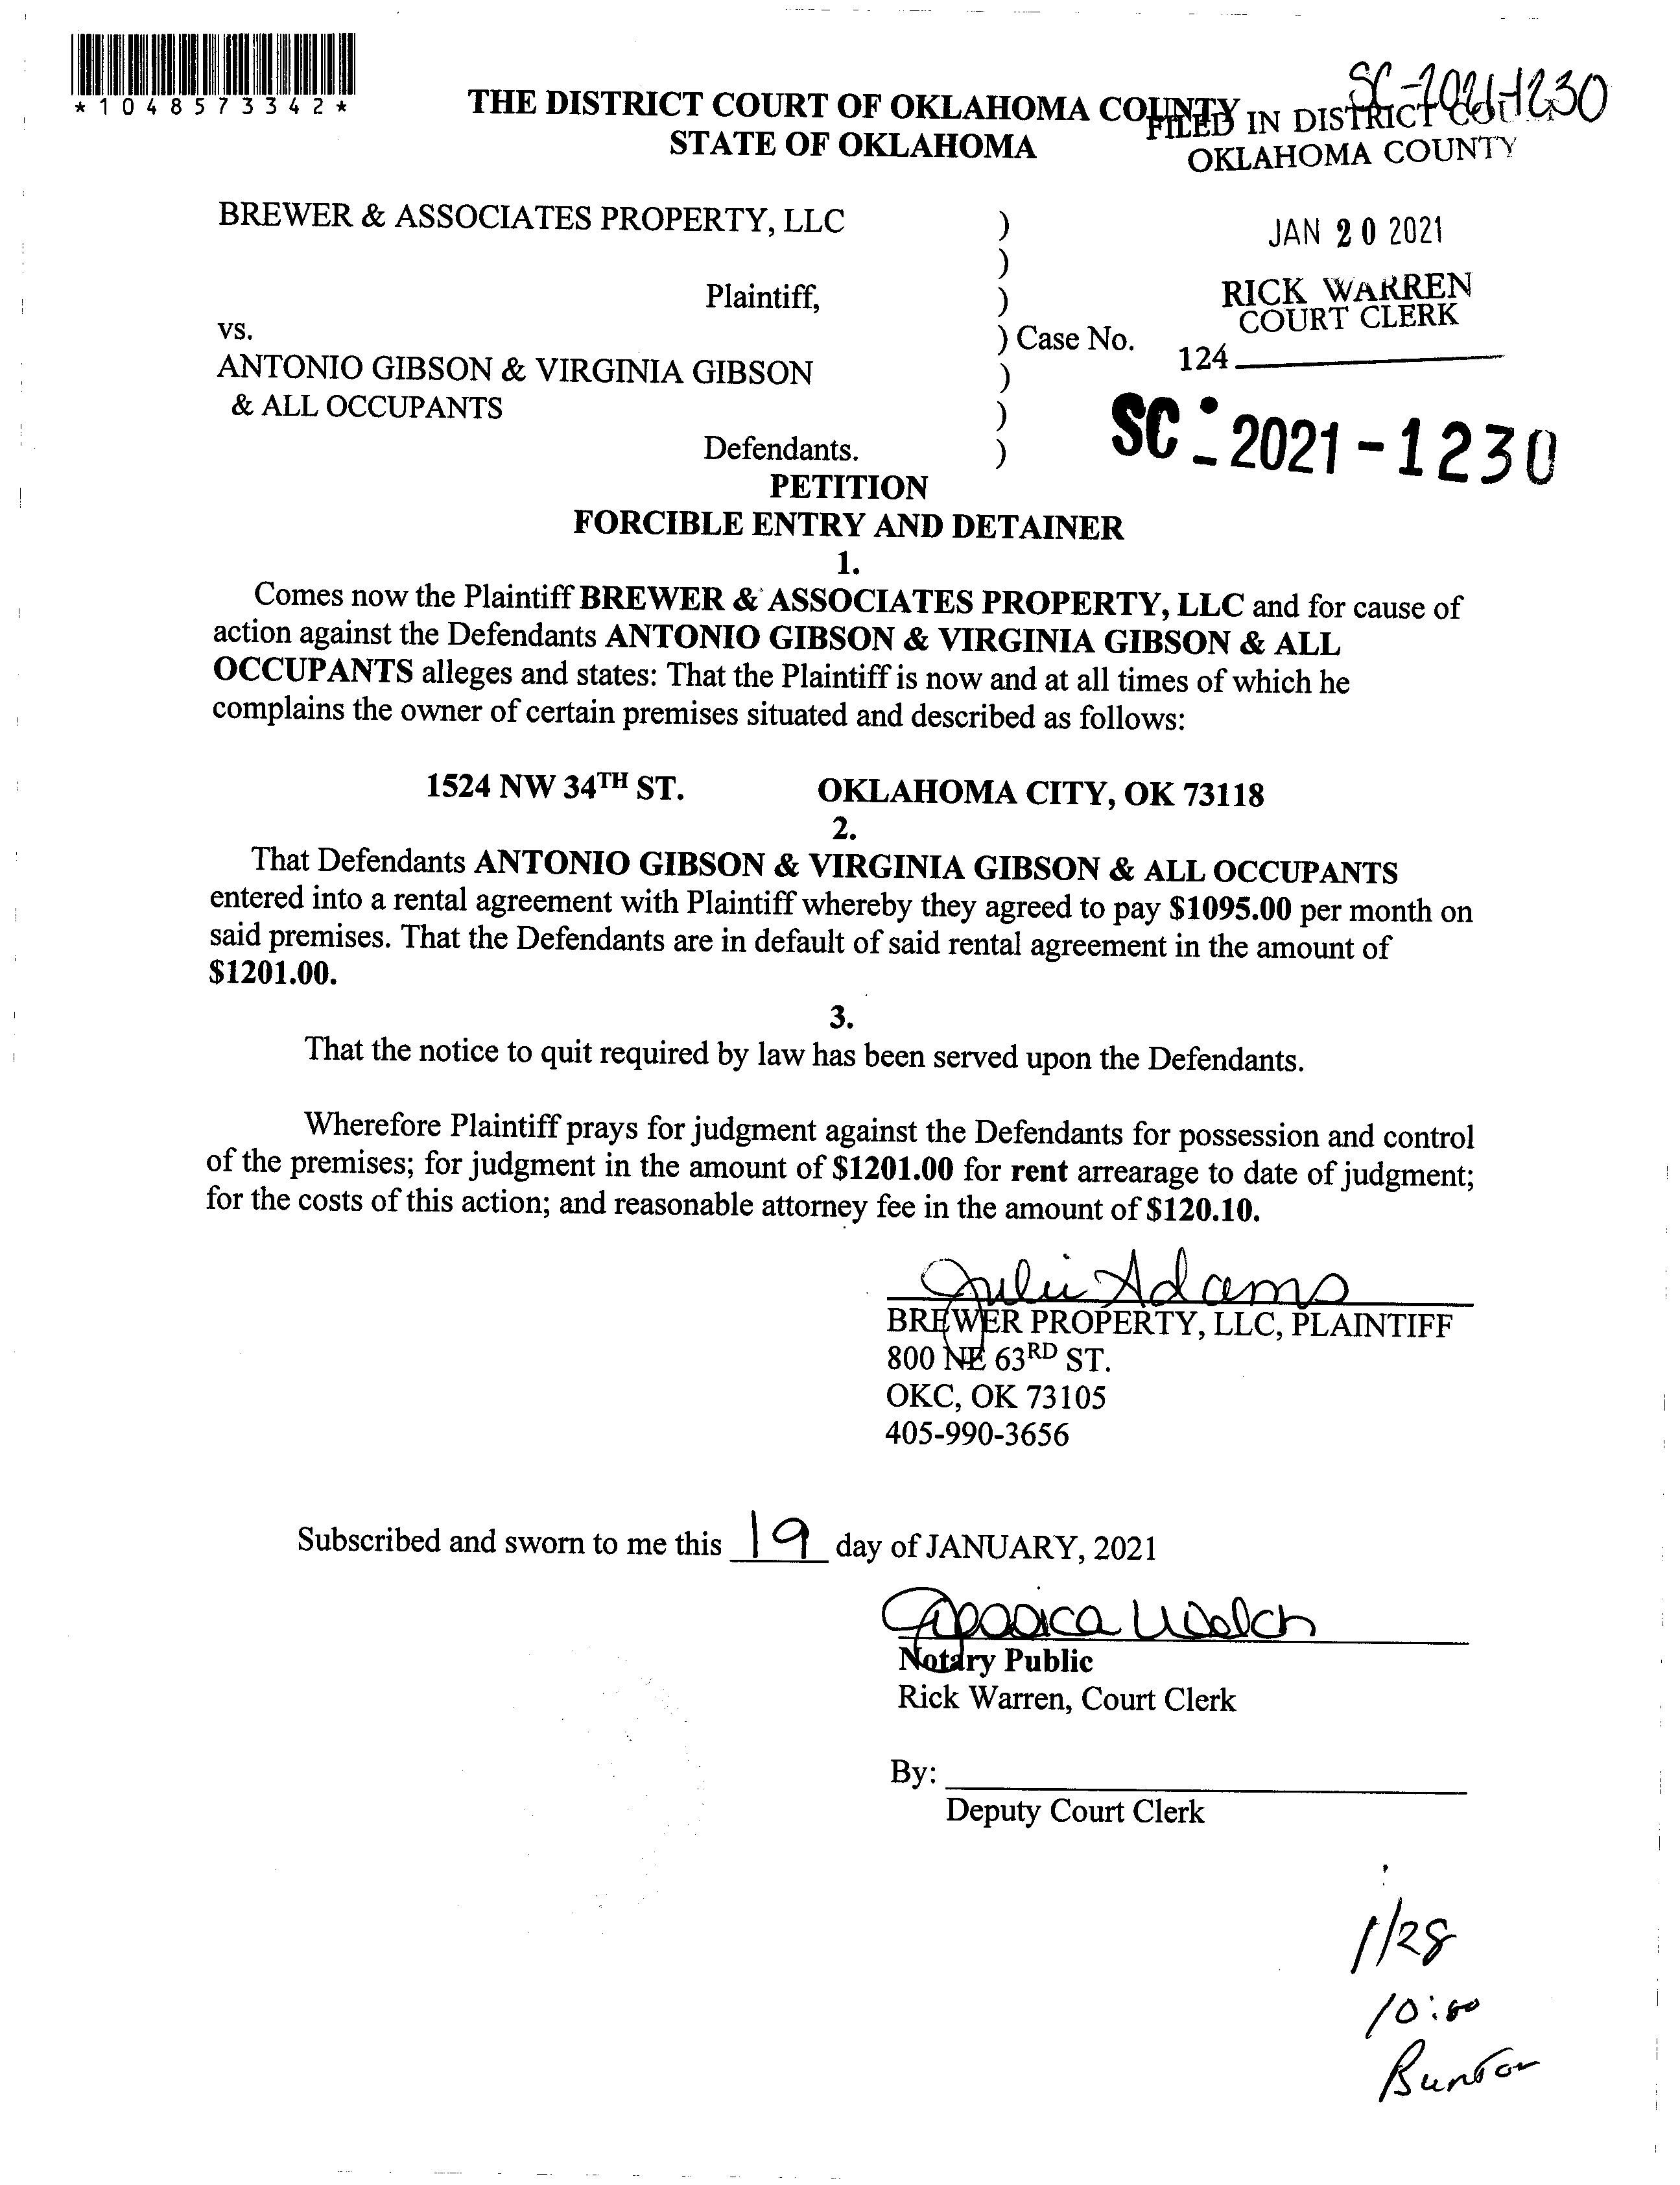 *1048573342*
SC-2021-1230
THE DISTRICT COURT OF OKLAHOMA COUNTY
STATE OF OKLAHOMA
FILED IN DISTRICT COU
OKLAHOMA COUNTY
JAN 20 2021
RICK WARREN
COURT CLERK
124
BREWER & ASSOCIATES PROPERTY, LLC )
)
Plaintiff, )
vs. ) Case No.
ANTONIO GIBSON & VIRGINIA GIBSON )
& ALL OCCUPANTS )
Defendants. )
SC - 2021-1230
PETITION
FORCIBLE ENTRY AND DETAINER
1.
Comes now the Plaintiff BREWER & ASSOCIATES PROPERTY, LLC and for cause of
action against the Defendants ANTONIO GIBSON & VIRGINIA GIBSON & ALL
OCCUPANTS alleges and states: That the Plaintiff is now and at all times of which he
complains the owner of certain premises situated and described as follows:
1524 NW 34TH ST. OKLAHOMA CITY, OK 73118
2.
That Defendants ANTONIO GIBSON & VIRGINIA GIBSON & ALL OCCUPANTS
entered into a rental agreement with Plaintiff whereby they agreed to pay $1095.00 per month on
said premises. That the Defendants are in default of said rental agreement in the amount of
$1201.00.
3.
That the notice to quit required by law has been served upon the Defendants.
Wherefore Plaintiff prays for judgment against the Defendants for possession and control
of the premises; for judgment in the amount of $1201.00 for rent arrearage to date of judgment;
for the costs of this action; and reasonable attorney fee in the amount of $120.10.
Julie Adams
BREWER PROPERTY, LLC, PLAINTIFF
800 NE 63RD ST.
OKC, OK 73105
405-990-3656
Subscribed and sworn to me this 19 day of JANUARY, 2021
Jessica Welch
Notary Public
Rick Warren, Court Clerk
By:
Deputy Court Clerk
1/28
10:00
Bunton